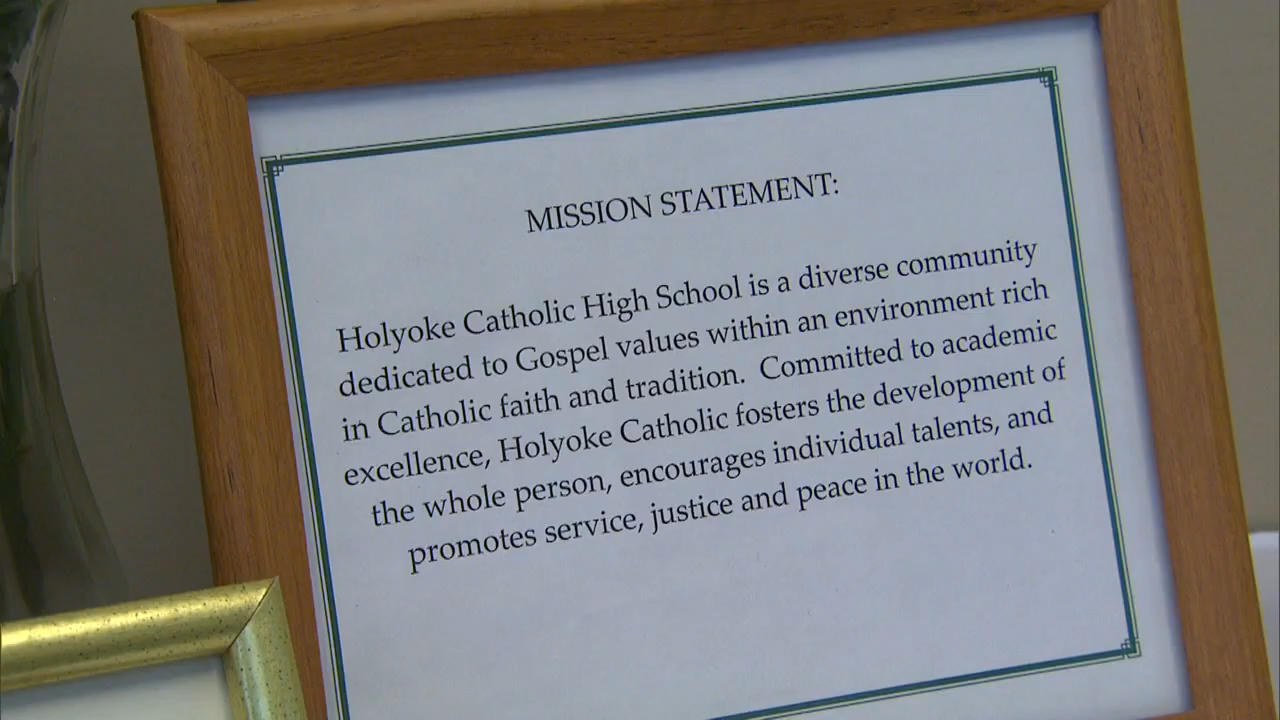 MISSION STATEMENT:
Holyoke Catholic High School is a diverse community
dedicated to Gospel values within an environment rich
in Catholic faith and tradition.  Committed to academic
excellence, Holyoke Catholic fosters the development of
the whole person, encourages individual talents, and
promotes service, justice and peace in the world.